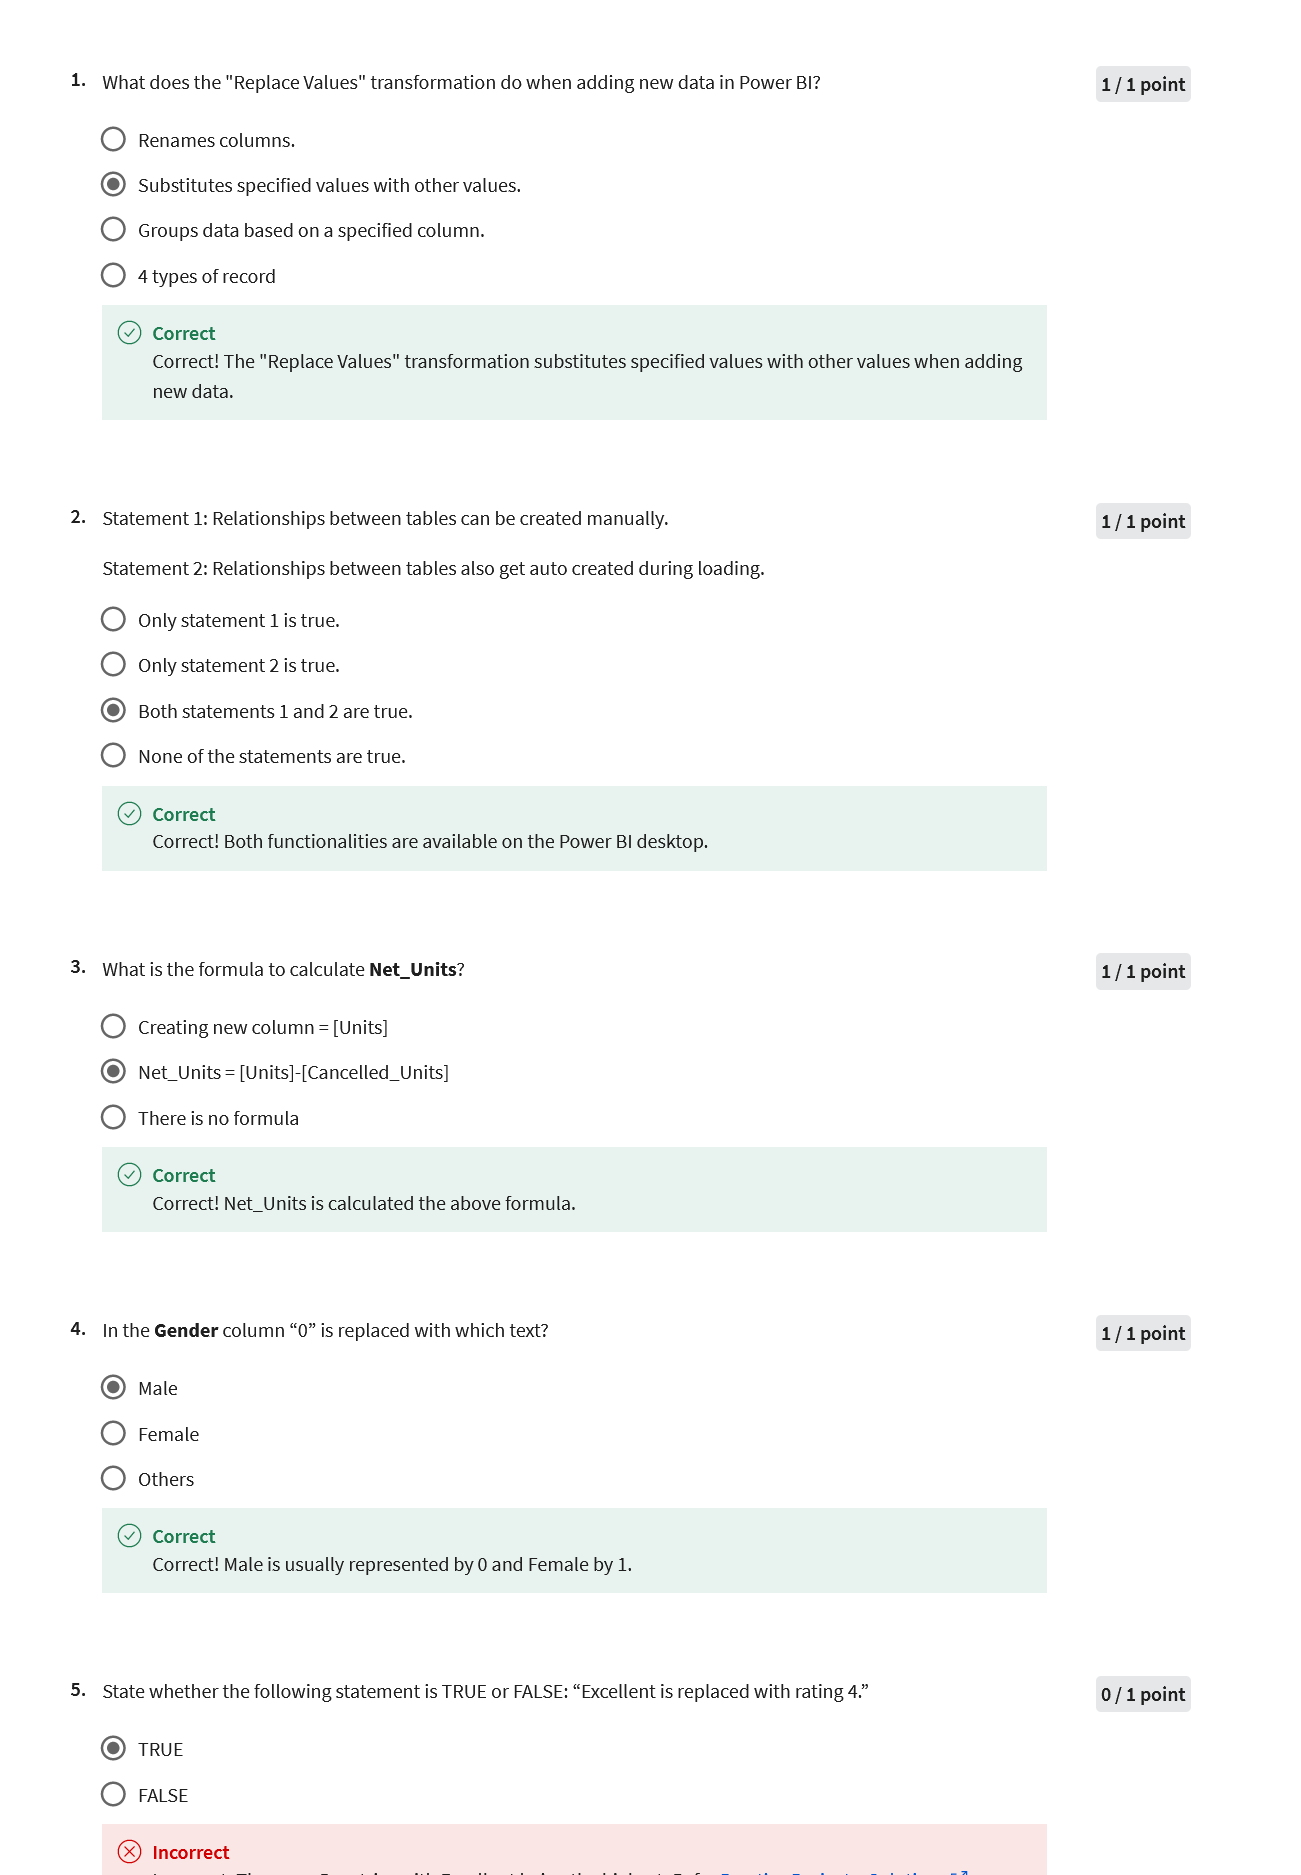 1. What does the "Replace Values" transformation do when adding new data in Power BI? 1 / 1 point
Renames columns.
Substitutes specified values with other values.
Groups data based on a specified column.
4 types of record
Correct
Correct! The "Replace Values" transformation substitutes specified values with other values when adding
new data.
2. Statement 1: Relationships between tables can be created manually. 1 / 1 point
Statement 2: Relationships between tables also get auto created during loading.
Only statement 1 is true.
Only statement 2 is true.
Both statements 1 and 2 are true.
None of the statements are true.
Correct
Correct! Both functionalities are available on the Power BI desktop.
3. What is the formula to calculate Net_Units? 1 / 1 point
Creating new column = [Units]
Net_Units = [Units]-[Cancelled_Units]
There is no formula
Correct
Correct! Net_Units is calculated the above formula.
4. In the Gender column “0” is replaced with which text? 1 / 1 point
Male
Female
Others
Correct
Correct! Male is usually represented by 0 and Female by 1.
5. State whether the following statement is TRUE or FALSE: “Excellent is replaced with rating 4.” 0 / 1 point
TRUE
FALSE
Incorrect